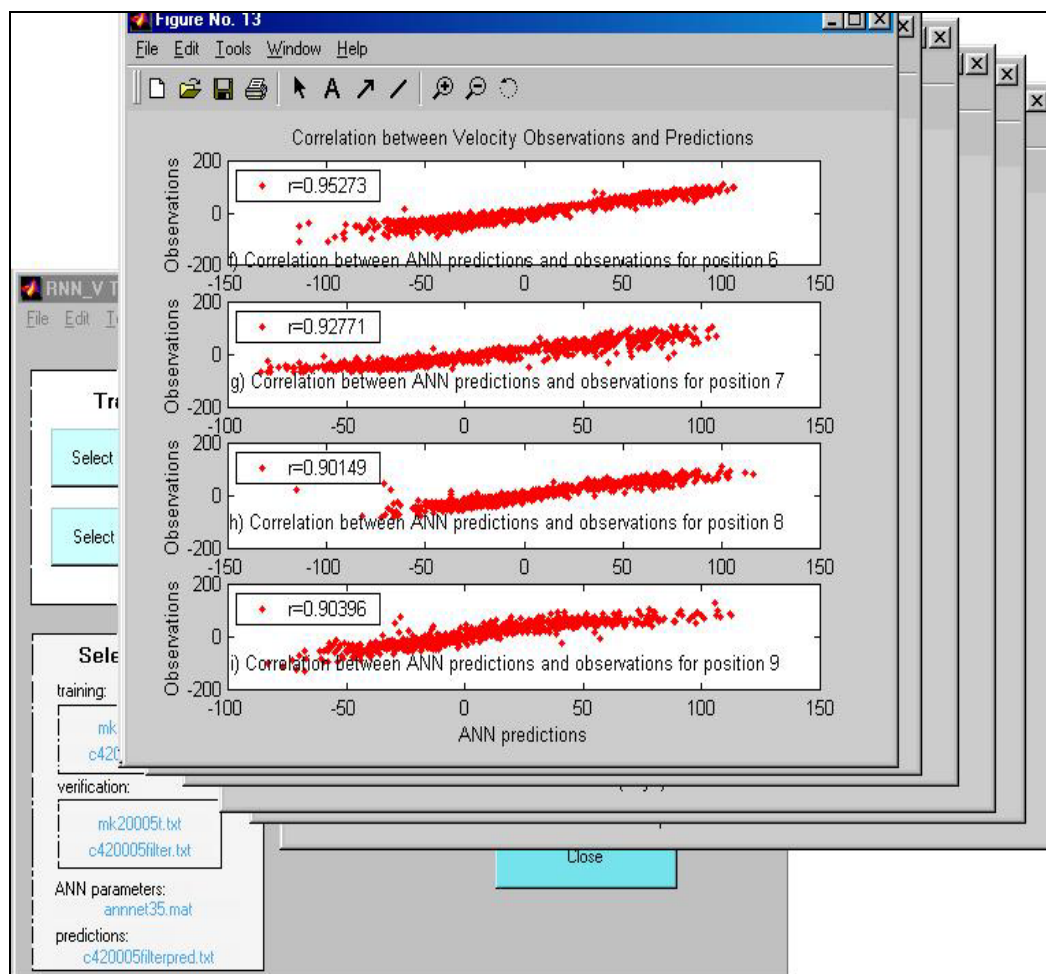 Figure No. 13
File Edit Tools Window Help
A
Correlation between Velocity Observations and Predictions
Observations
200
0
-200
r=0.95273
f) Correlation between ANN predictions and observations for position 6
-150 -100 -50 0 50 100 150
Observations
200
0
-200
r=0.92771
g) Correlation between ANN predictions and observations for position 7
-100 -50 0 50 100 150
Observations
200
0
-200
r=0.90149
h) Correlation between ANN predictions and observations for position 8
-150 -100 -50 0 50 100 150
Observations
200
0
-200
r=0.90396
i) Correlation between ANN predictions and observations for position 9
-100 -50 0 50 100 150
ANN predictions
RNN_V T
File Edit
Select
Select
training:
mk
c420
verification:
mk20005t.txt
c420005filter.txt
ANN parameters:
annnet35.mat
predictions:
c420005filterpred.txt
Close